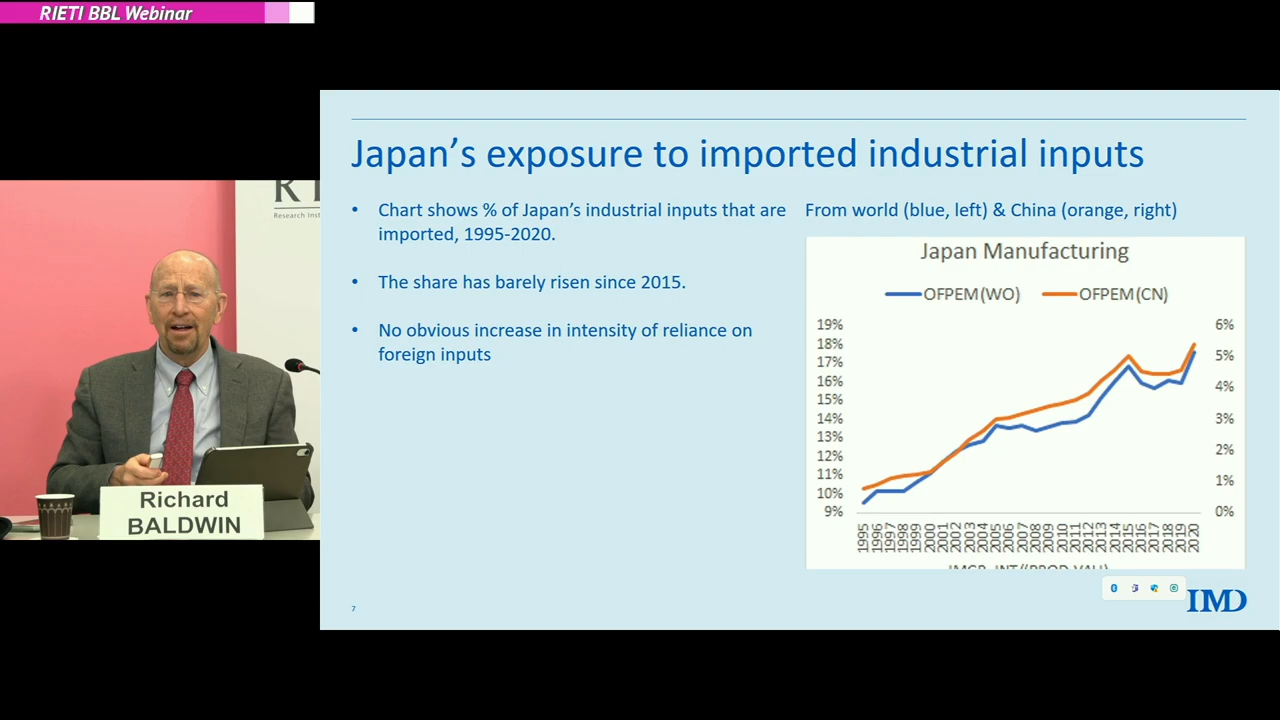 RIETI BBL Webinar
R
Research Inst
Richard
BALDWIN
Japan's exposure to imported industrial inputs
• Chart shows % of Japan's industrial inputs that are
imported, 1995-2020.
• The share has barely risen since 2015.
• No obvious increase in intensity of reliance on
foreign inputs
From world (blue, left) & China (orange, right)
Japan Manufacturing
OFPEM(WO) OFPEM(CN)
19% 6%
18%
17% 5%
16% 4%
15%
14% 3%
13%
12% 2%
11% 1%
10%
9% 0%
1995 1996 1997 1998 1999 2000 2001 2002 2003 2004 2005 2006 2007 2008 2009 2010 2011 2012 2013 2014 2015 2016 2017 2018 2019 2020
7
IMD